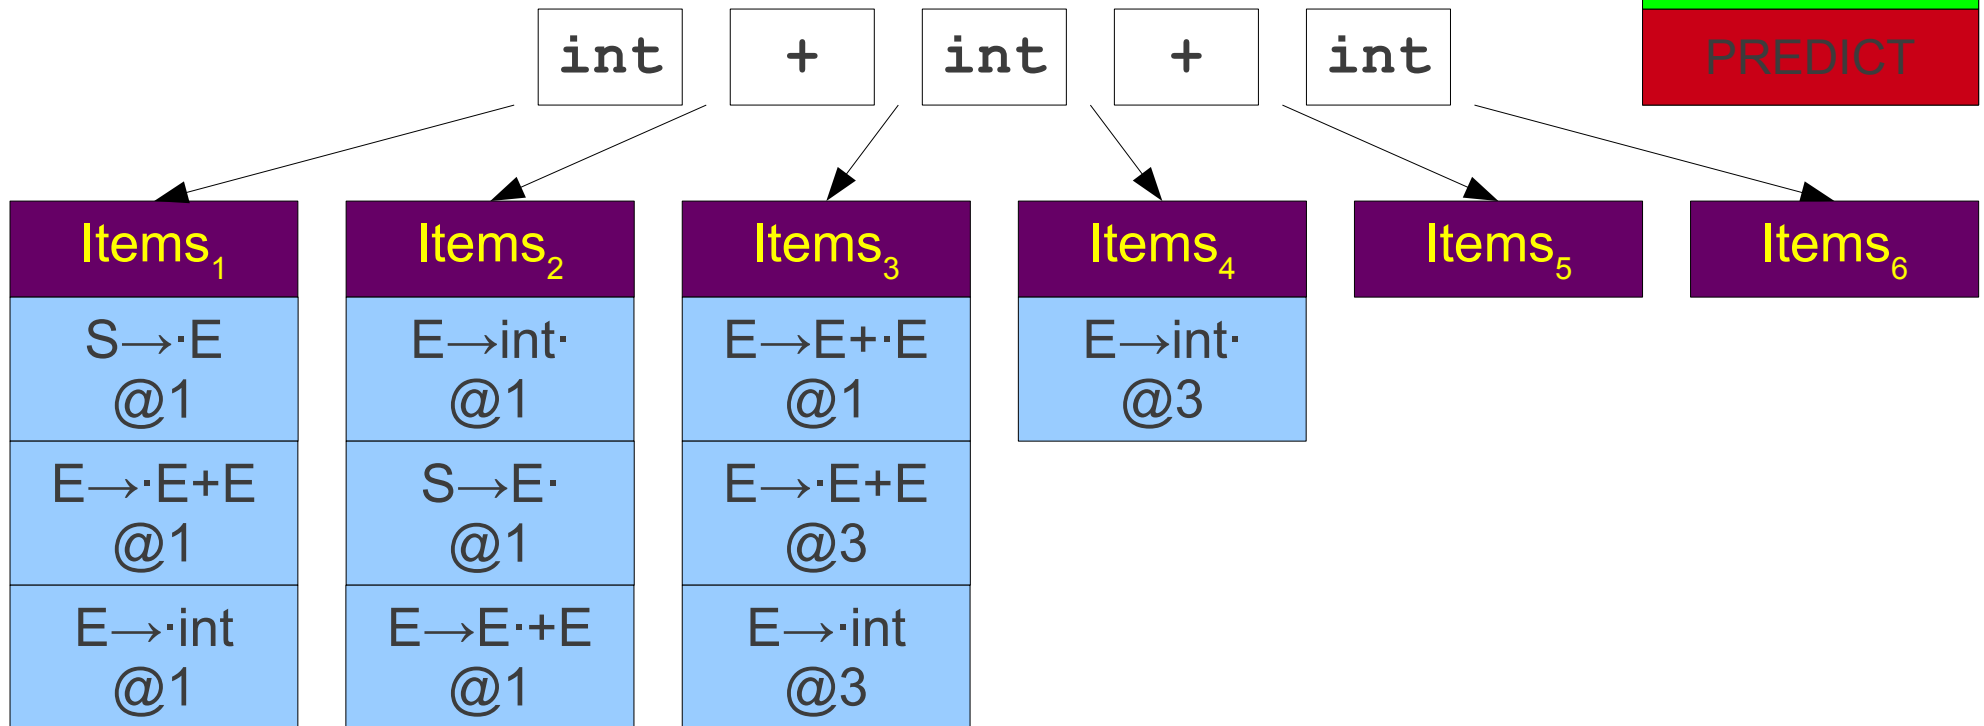 int + int + int
PREDICT
Items₁ Items₂ Items₃ Items₄ Items₅ Items₆
S→·E E→int· E→E+·E E→int·
@1 @1 @1 @3
E→·E+E S→E· E→·E+E
@1 @1 @3
E→·int E→E·+E E→·int
@1 @1 @3